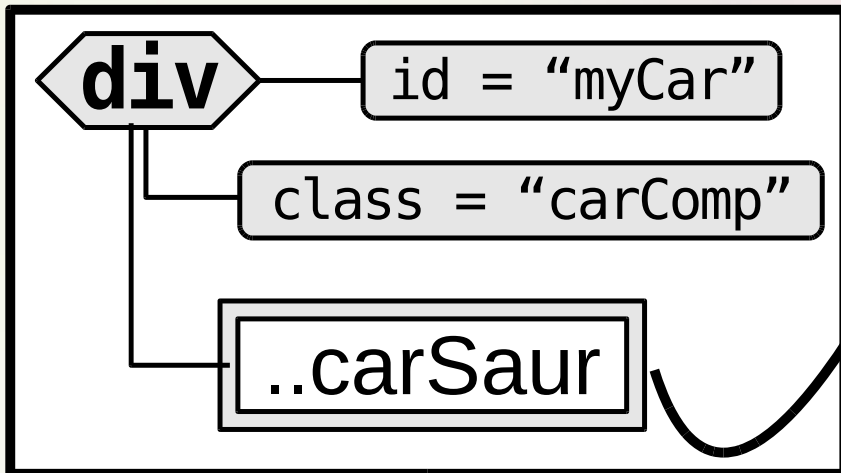 div id = “myCar”
class = “carComp”
..carSaur